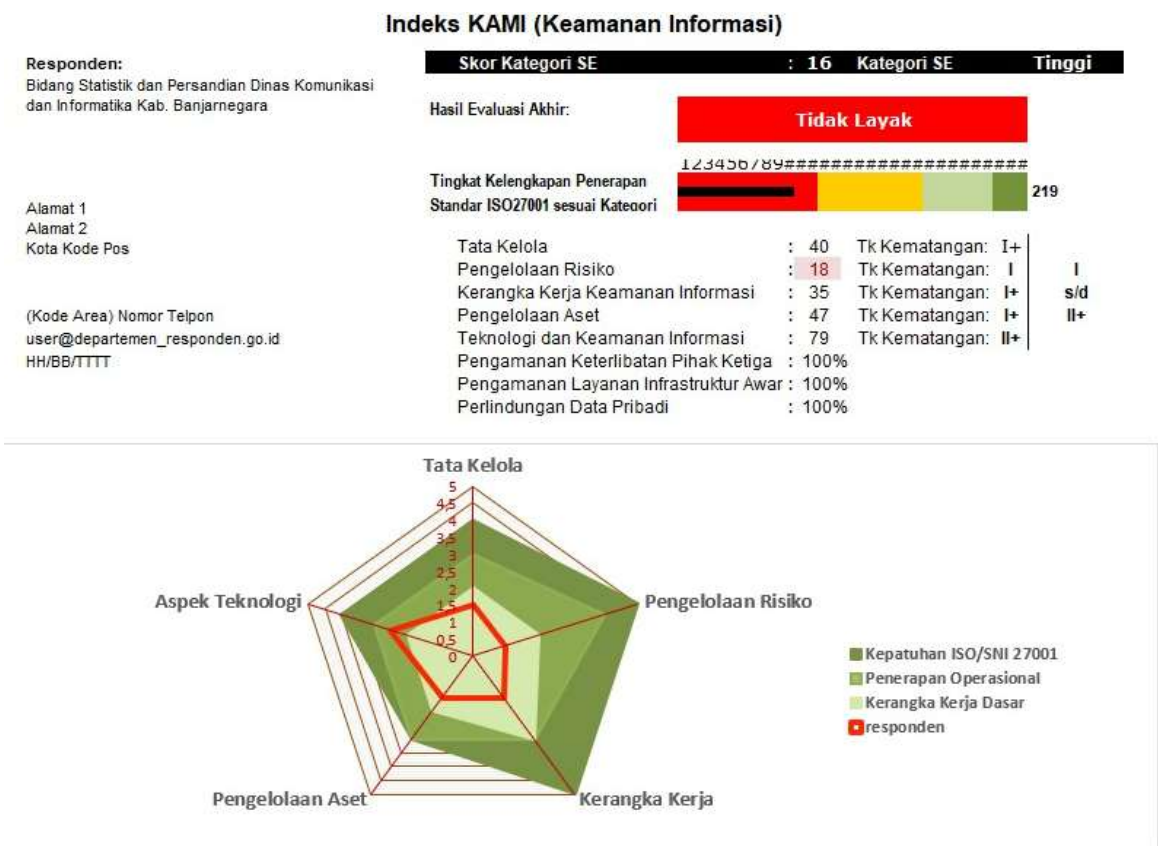 Indeks KAMI (Keamanan Informasi)
Responden:
Bidang Statistik dan Persandian Dinas Komunikasi
dan Informatika Kab. Banjarnegara
Alamat 1
Alamat 2
Kota Kode Pos
(Kode Area) Nomor Telpon
user@departemen_responden.go.id
HH/BB/TTTT
Skor Kategori SE : 16 Kategori SE Tinggi
Hasil Evaluasi Akhir:
Tidak Layak
123456789#####################
Tingkat Kelengkapan Penerapan
Standar ISO27001 sesuai Kategori
219
Tata Kelola : 40 Tk Kematangan: I+
Pengelolaan Risiko : 18 Tk Kematangan: I I
Kerangka Kerja Keamanan Informasi : 35 Tk Kematangan: I+ s/d
Pengelolaan Aset : 47 Tk Kematangan: I+ II+
Teknologi dan Keamanan Informasi : 79 Tk Kematangan: II+
Pengamanan Keterlibatan Pihak Ketiga : 100%
Pengamanan Layanan Infrastruktur Awar : 100%
Perlindungan Data Pribadi : 100%
Tata Kelola
5
4,5
4
3,5
3
2,5
2
1,5
1
0,5
0
Aspek Teknologi
Pengelolaan Risiko
Pengelolaan Aset
Kerangka Kerja
Kepatuhan ISO/SNI 27001
Penerapan Operasional
Kerangka Kerja Dasar
responden